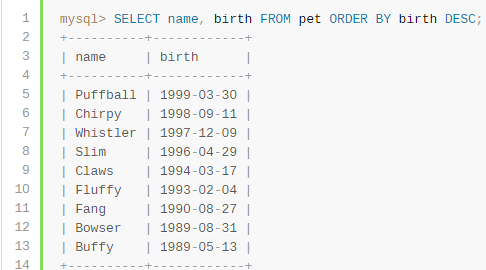 1 mysql> SELECT name, birth FROM pet ORDER BY birth DESC;
2 +----------+------------+
3 | name     | birth      |
4 +----------+------------+
5 | Puffball | 1999-03-30 |
6 | Chirpy   | 1998-09-11 |
7 | Whistler | 1997-12-09 |
8 | Slim     | 1996-04-29 |
9 | Claws    | 1994-03-17 |
10 | Fluffy   | 1993-02-04 |
11 | Fang     | 1990-08-27 |
12 | Bowser   | 1989-08-31 |
13 | Buffy    | 1989-05-13 |
14 +----------+------------+